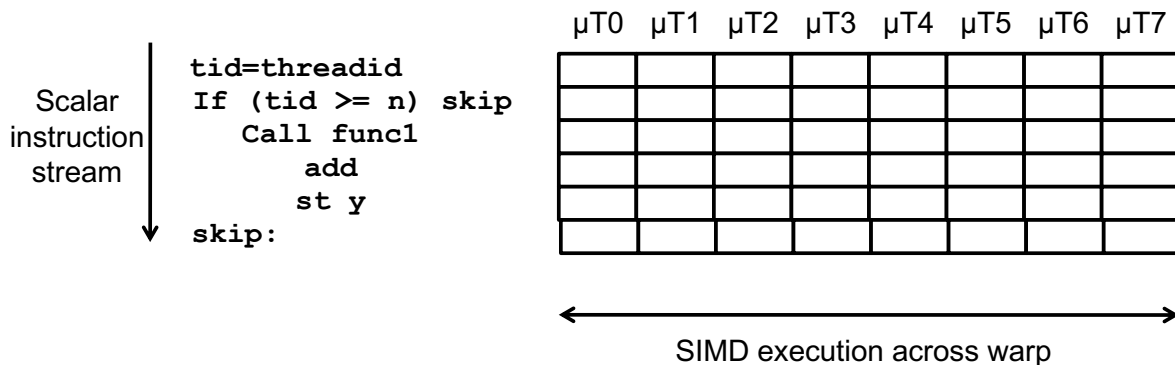 µT0 µT1 µT2 µT3 µT4 µT5 µT6 µT7
Scalar
instruction
stream
tid=threadid
If (tid >= n) skip
Call func1
add
st y
skip:
SIMD execution across warp